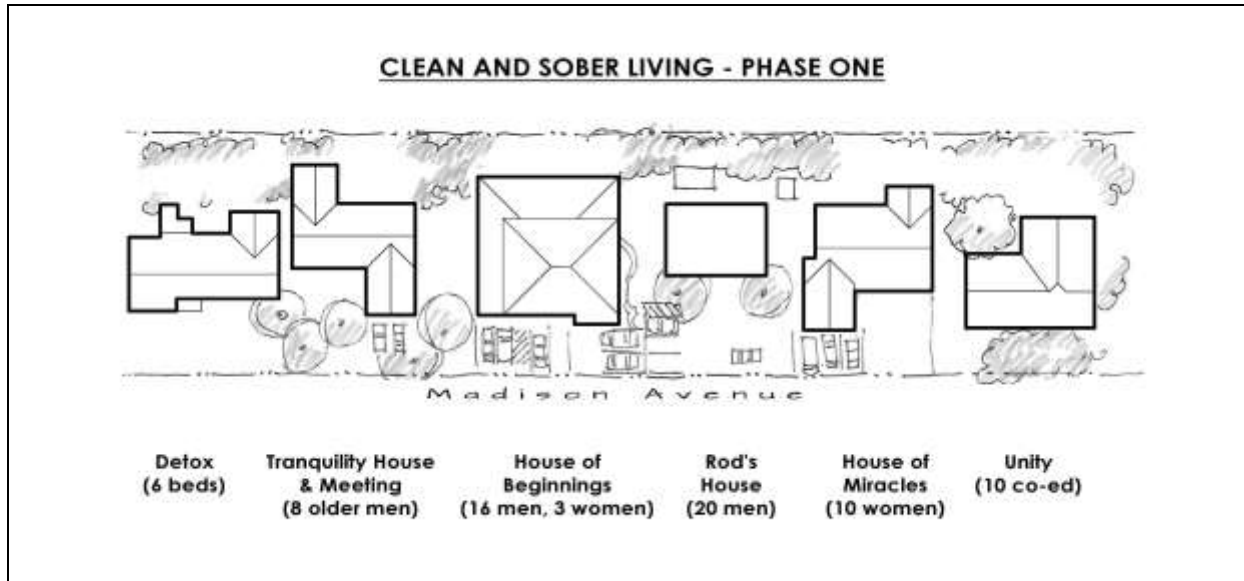 CLEAN AND SOBER LIVING - PHASE ONE
Madison Avenue
Detox
(6 beds)
Tranquility House
& Meeting
(8 older men)
House of
Beginnings
(16 men, 3 women)
Rod's
House
(20 men)
House of
Miracles
(10 women)
Unity
(10 co-ed)